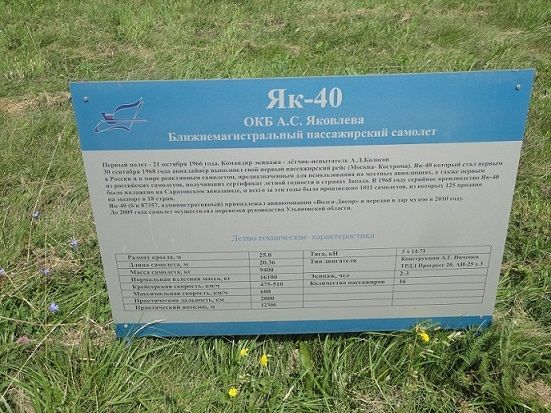 Як-40
ОКБ А.С. Яковлева
Ближнемагистральный пассажирский самолет
Первый полет - 21 октября 1966 года. Командир экипажа - лётчик-испытатель А.Л.Колосов
30 сентября 1968 года авиалайнер выполнил свой первый пассажирский рейс (Москва- Кострома). Як-40 который стал первым
в России и в мире реактивным самолетом, предназначенным для использования на местных авиалиниях, а также первым
из российских самолетов, получивших сертификат летной годности в странах Запада. В 1968 году серийное производство Як-40
было налажено на Саратовском авиазаводе, и всего за эти годы было произведено 1011 самолетов, из которых 125 продано
на экспорт в 18 стран.
Як-40 (б/н 87357, административный) принадлежал авиакомпании «Волга Днепр» и передан в дар музею в 2010 году.
До 2009 года самолет осуществлял перевозки руководства Ульяновской области.
Летно-технические характеристики
Размах крыла, м 25.0 Тяга, кН 3 x 14.71
Длина самолета, м 20.36 Тип двигателя Конструкции А.Г. Ивченко
Масса самолета, кг 9400 ТРДД Прогресс 20, АИ-25 x 3
Нормальная взлетная масса, кг 16100 Экипаж, чел 2-3
Крейсерская скорость, км/ч 475-510 Количество пассажиров 16
Максимальная скорость, км/ч 600
Практическая дальность, км 2000
Практический потолок, м 12300